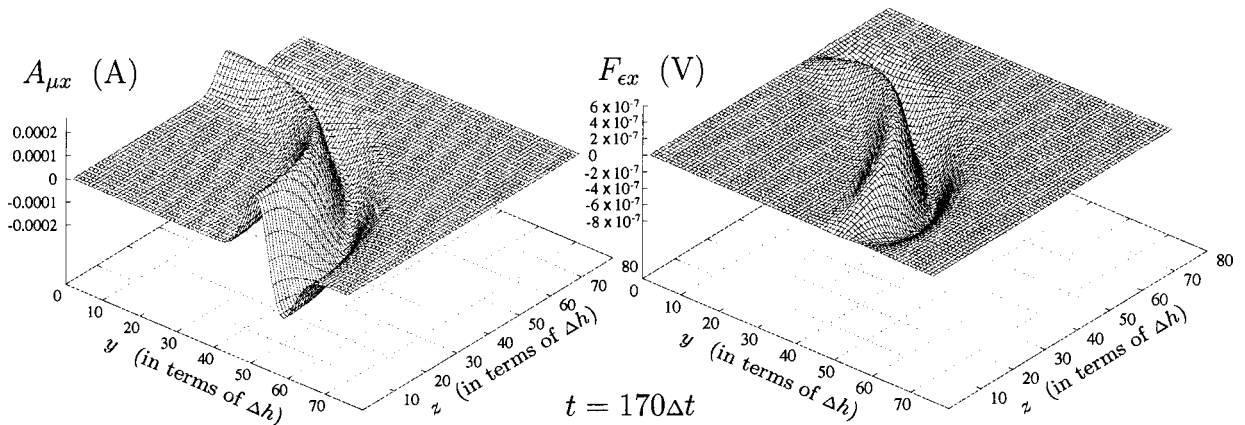 A_{μx} (A)
0.0002
0.0001
0
-0.0001
-0.0002
0
10
20
30
40
50
60
70
y (in terms of Δh)
10
20
30
40
50
60
70
80
z (in terms of Δh)
F_{ϵx} (V)
6 x 10^{-7}
4 x 10^{-7}
2 x 10^{-7}
0
-2 x 10^{-7}
-4 x 10^{-7}
-6 x 10^{-7}
-8 x 10^{-7}
0
10
20
30
40
50
60
70
y (in terms of Δh)
10
20
30
40
50
60
70
80
z (in terms of Δh)
t = 170Δt